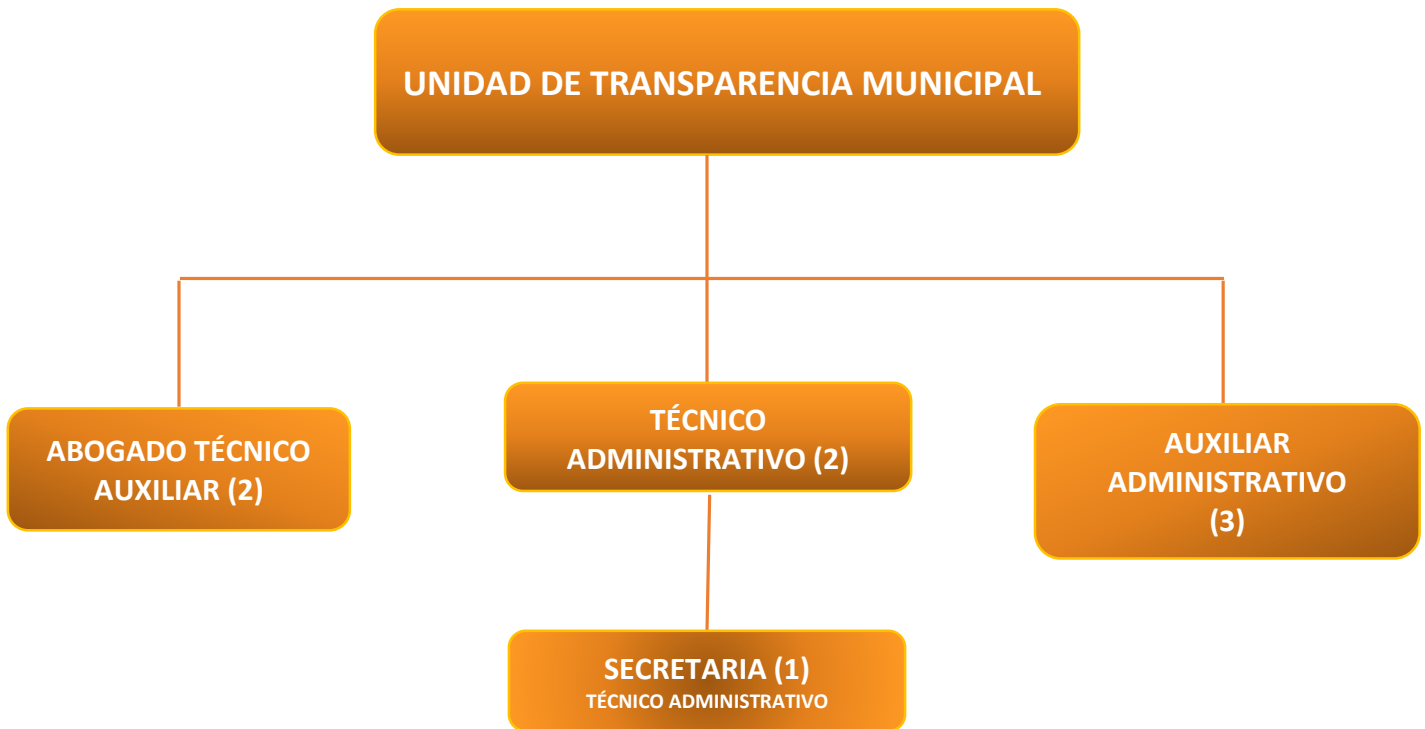 UNIDAD DE TRANSPARENCIA MUNICIPAL
ABOGADO TÉCNICO
AUXILIAR (2)
TÉCNICO
ADMINISTRATIVO (2)
AUXILIAR
ADMINISTRATIVO
(3)
SECRETARIA (1)
TÉCNICO ADMINISTRATIVO